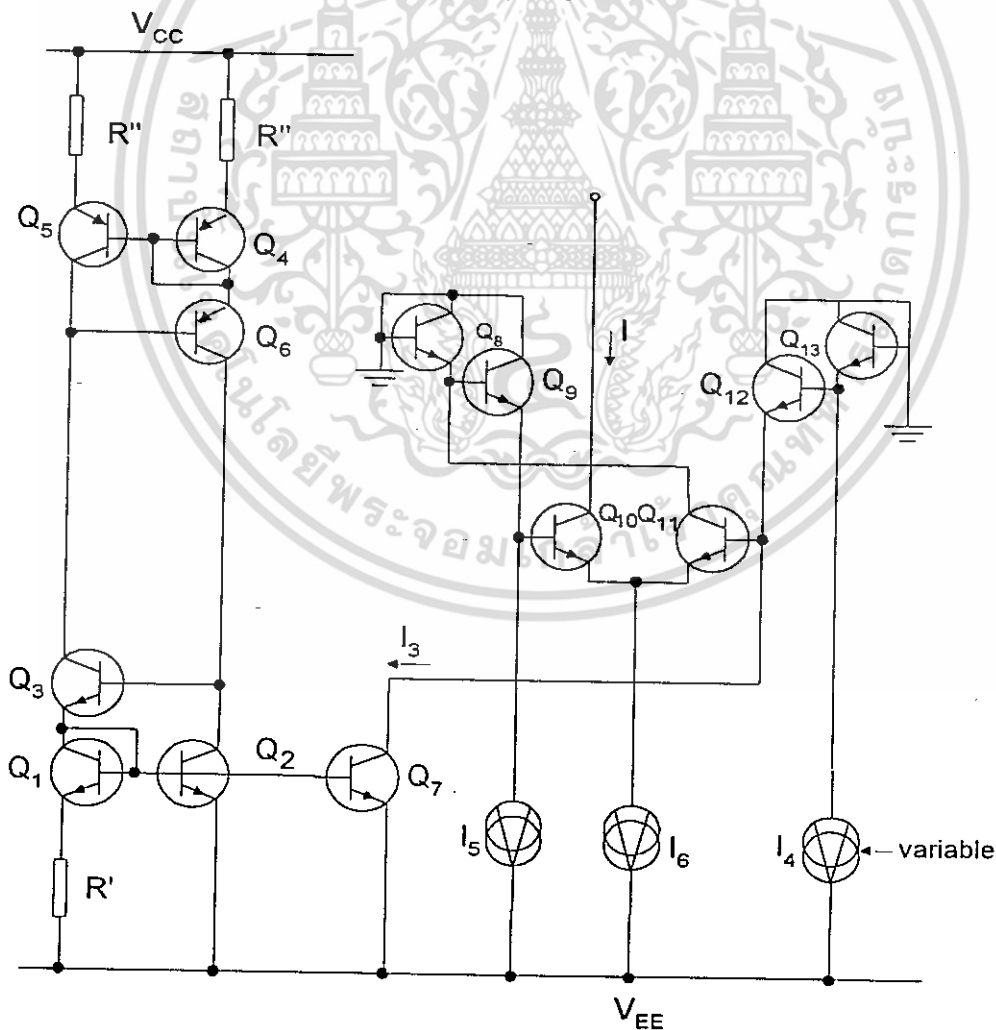 V_CC
R"
R"
Q_5
Q_4
Q_6
Q_8
Q_9
I
Q_13
Q_12
Q_10 Q_11
I_3
Q_3
Q_1
Q_2
Q_7
I_5
I_6
I_4
variable
R'
V_EE